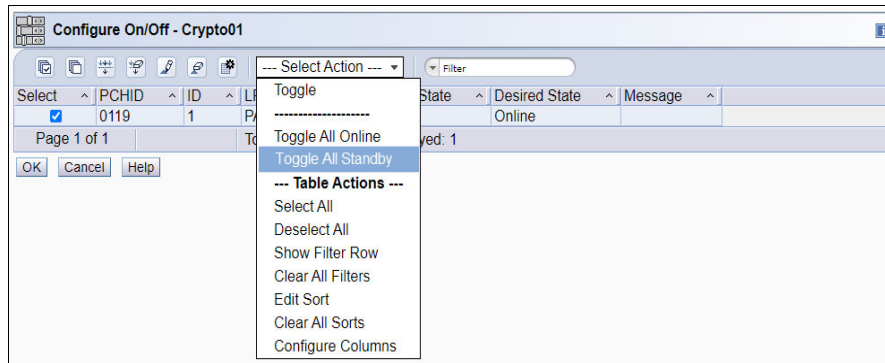 Configure On/Off - Crypto01
--- Select Action ---
Filter
Select PCHID ID State Desired State Message
0119 1 Online
Page 1 of 1 yed: 1
OK Cancel Help
Toggle
--------------------
Toggle All Online
Toggle All Standby
--- Table Actions ---
Select All
Deselect All
Show Filter Row
Clear All Filters
Edit Sort
Clear All Sorts
Configure Columns